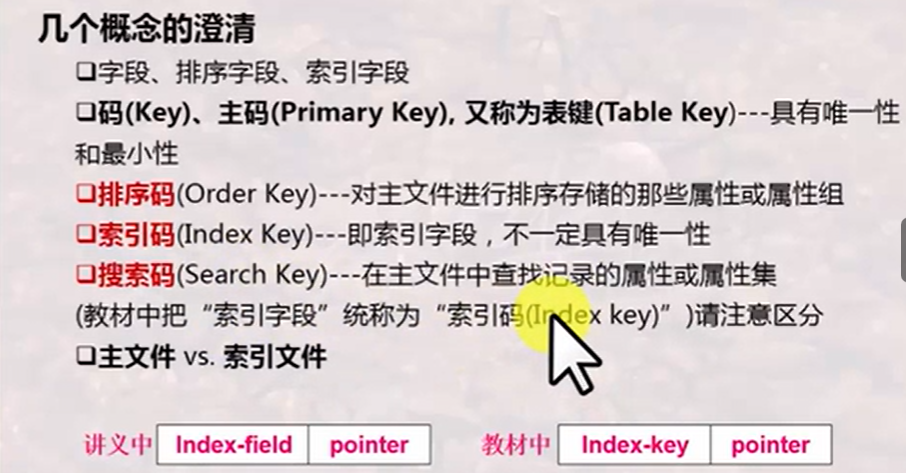 几个概念的澄清
❑字段、排序字段、索引字段
❑码(Key)、主码(Primary Key), 又称为表键(Table Key)---具有唯一性
和最小性
❑排序码(Order Key)---对主文件进行排序存储的那些属性或属性组
❑索引码(Index Key)---即索引字段，不一定具有唯一性
❑搜索码(Search Key)---在主文件中查找记录的属性或属性集
(教材中把“索引字段”统称为“索引码(Index key)”)请注意区分
❑主文件 vs. 索引文件
讲义中 Index-field pointer 教材中 Index-key pointer